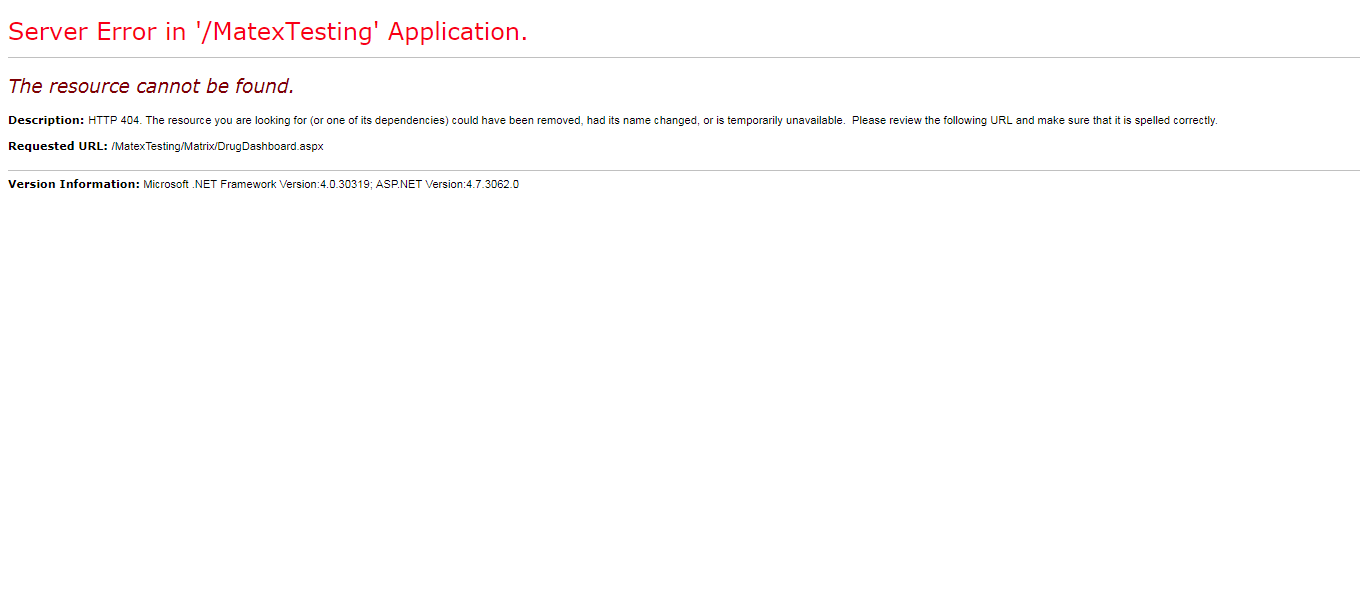 Server Error in '/MatexTesting' Application.
The resource cannot be found.
Description: HTTP 404. The resource you are looking for (or one of its dependencies) could have been removed, had its name changed, or is temporarily unavailable.  Please review the following URL and make sure that it is spelled correctly.
Requested URL: /MatexTesting/Matrix/DrugDashboard.aspx
Version Information: Microsoft .NET Framework Version:4.0.30319; ASP.NET Version:4.7.3062.0